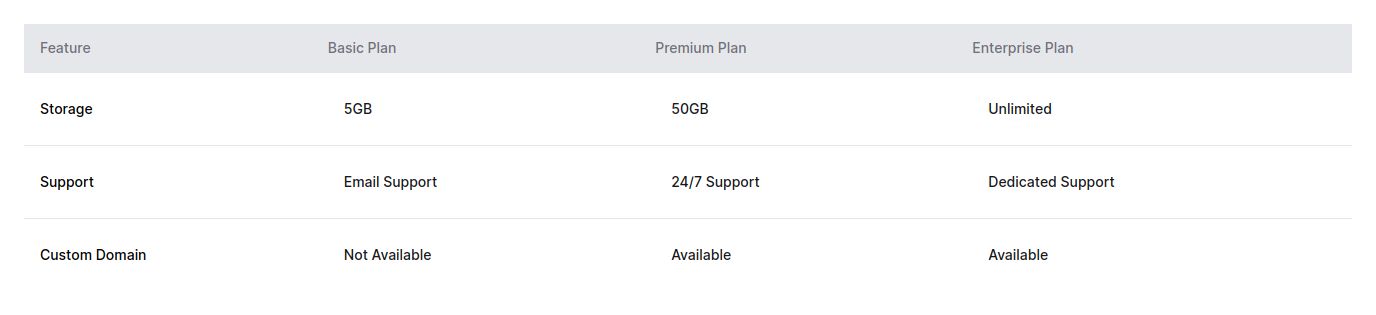 Feature Basic Plan Premium Plan Enterprise Plan
Storage 5GB 50GB Unlimited
Support Email Support 24/7 Support Dedicated Support
Custom Domain Not Available Available Available